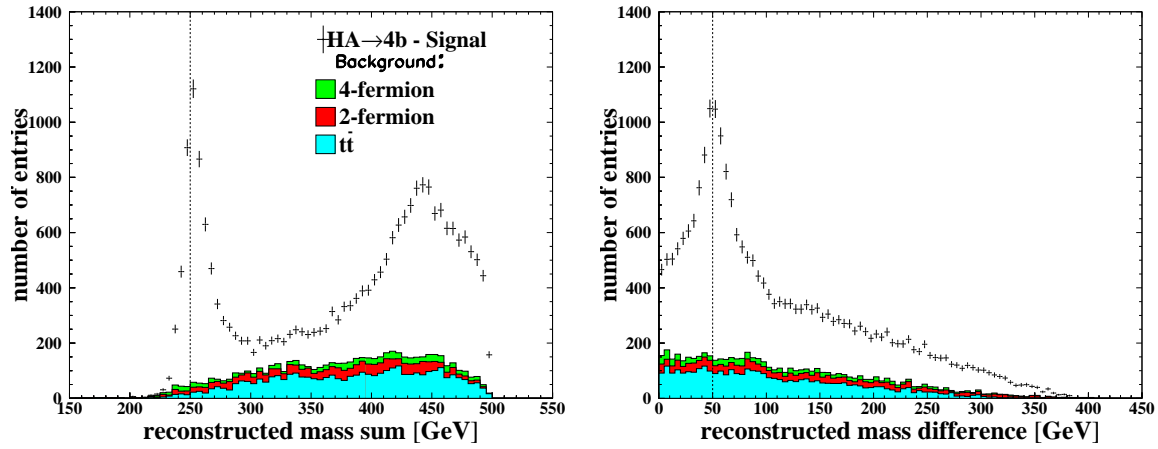 number of entries
1400
1200
1000
800
600
400
200
0
HA→4b - Signal
Background:
4-fermion
2-fermion
tt̄
150 200 250 300 350 400 450 500 550
reconstructed mass sum [GeV]
number of entries
1400
1200
1000
800
600
400
200
0
0 50 100 150 200 250 300 350 400 450
reconstructed mass difference [GeV]